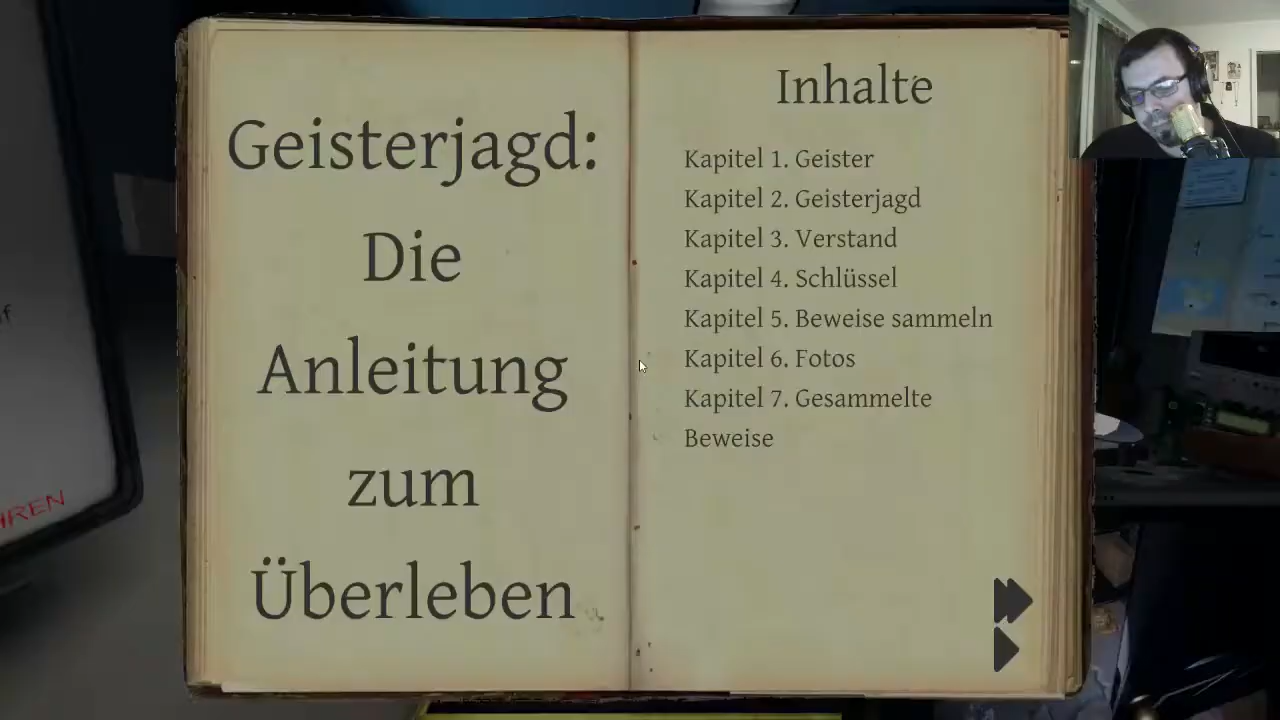 Geisterjagd:
Die
Anleitung
zum
Überleben
Inhalte
Kapitel 1. Geister
Kapitel 2. Geisterjagd
Kapitel 3. Verstand
Kapitel 4. Schlüssel
Kapitel 5. Beweise sammeln
Kapitel 6. Fotos
Kapitel 7. Gesammelte
Beweise